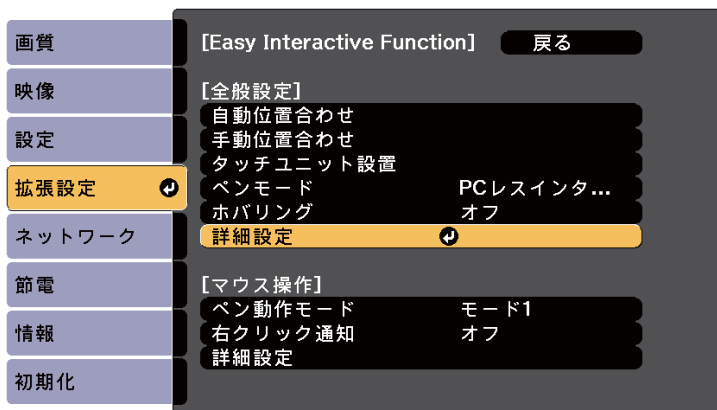 画質
映像
設定
拡張設定
ネットワーク
節電
情報
初期化
[Easy Interactive Function] 戻る
[全般設定]
自動位置合わせ
手動位置合わせ
タッチユニット設置
ペンモード PCレスインタ...
ホバリング オフ
詳細設定
[マウス操作]
ペン動作モード モード1
右クリック通知 オフ
詳細設定